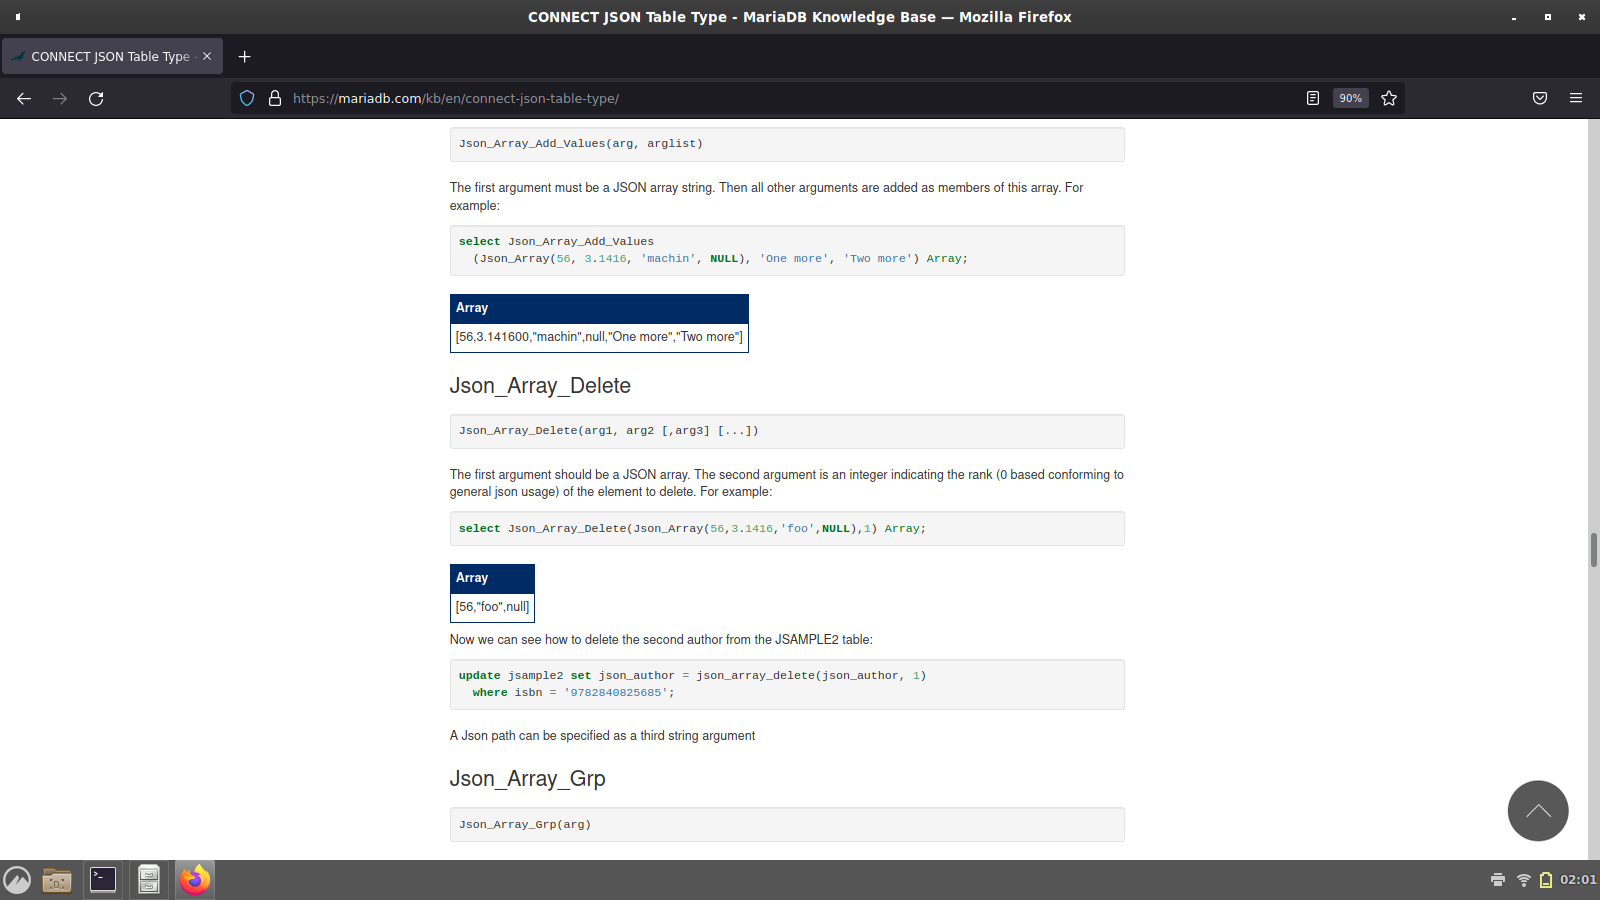 CONNECT JSON Table Type - MariaDB Knowledge Base — Mozilla Firefox
CONNECT JSON Table Type -
https://mariadb.com/kb/en/connect-json-table-type/
90%
Json_Array_Add_Values(arg, arglist)
The first argument must be a JSON array string. Then all other arguments are added as members of this array. For
example:
select Json_Array_Add_Values
(Json_Array(56, 3.1416, 'machin', NULL), 'One more', 'Two more') Array;
Array
[56,3.141600,"machin",null,"One more","Two more"]
Json_Array_Delete
Json_Array_Delete(arg1, arg2 [,arg3] [...])
The first argument should be a JSON array. The second argument is an integer indicating the rank (0 based conforming to
general json usage) of the element to delete. For example:
select Json_Array_Delete(Json_Array(56,3.1416,'foo',NULL),1) Array;
Array
[56,"foo",null]
Now we can see how to delete the second author from the JSAMPLE2 table:
update jsample2 set json_author = json_array_delete(json_author, 1)
where isbn = '9782840825685';
A Json path can be specified as a third string argument
Json_Array_Grp
Json_Array_Grp(arg)
02:01